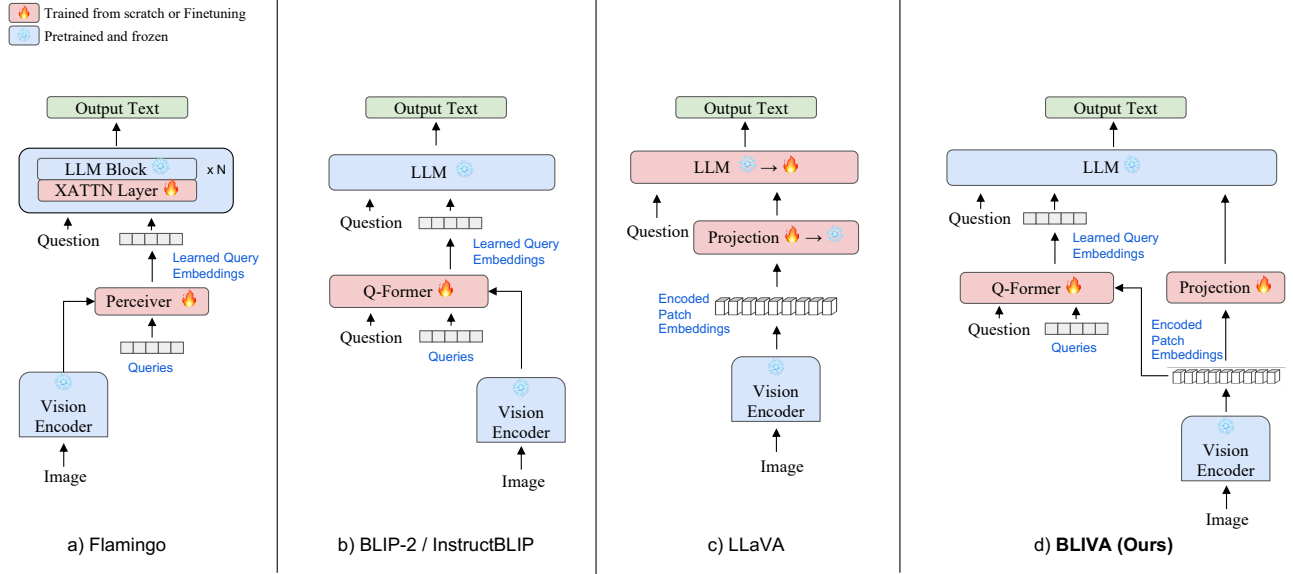 Trained from scratch or Finetuning
Pretrained and frozen
Output Text
LLM Block
x N
XATTN Layer
Question
Learned Query
Embeddings
Perceiver
Queries
Vision
Encoder
Image
a) Flamingo
Output Text
LLM
Question
Learned Query
Embeddings
Q-Former
Question
Queries
Vision
Encoder
Image
b) BLIP-2 / InstructBLIP
Output Text
LLM →
Question
Projection →
Encoded
Patch
Embeddings
Vision
Encoder
Image
c) LLaVA
Output Text
LLM
Question
Learned Query
Embeddings
Q-Former
Projection
Question
Queries
Encoded
Patch
Embeddings
Vision
Encoder
Image
d) BLIVA (Ours)